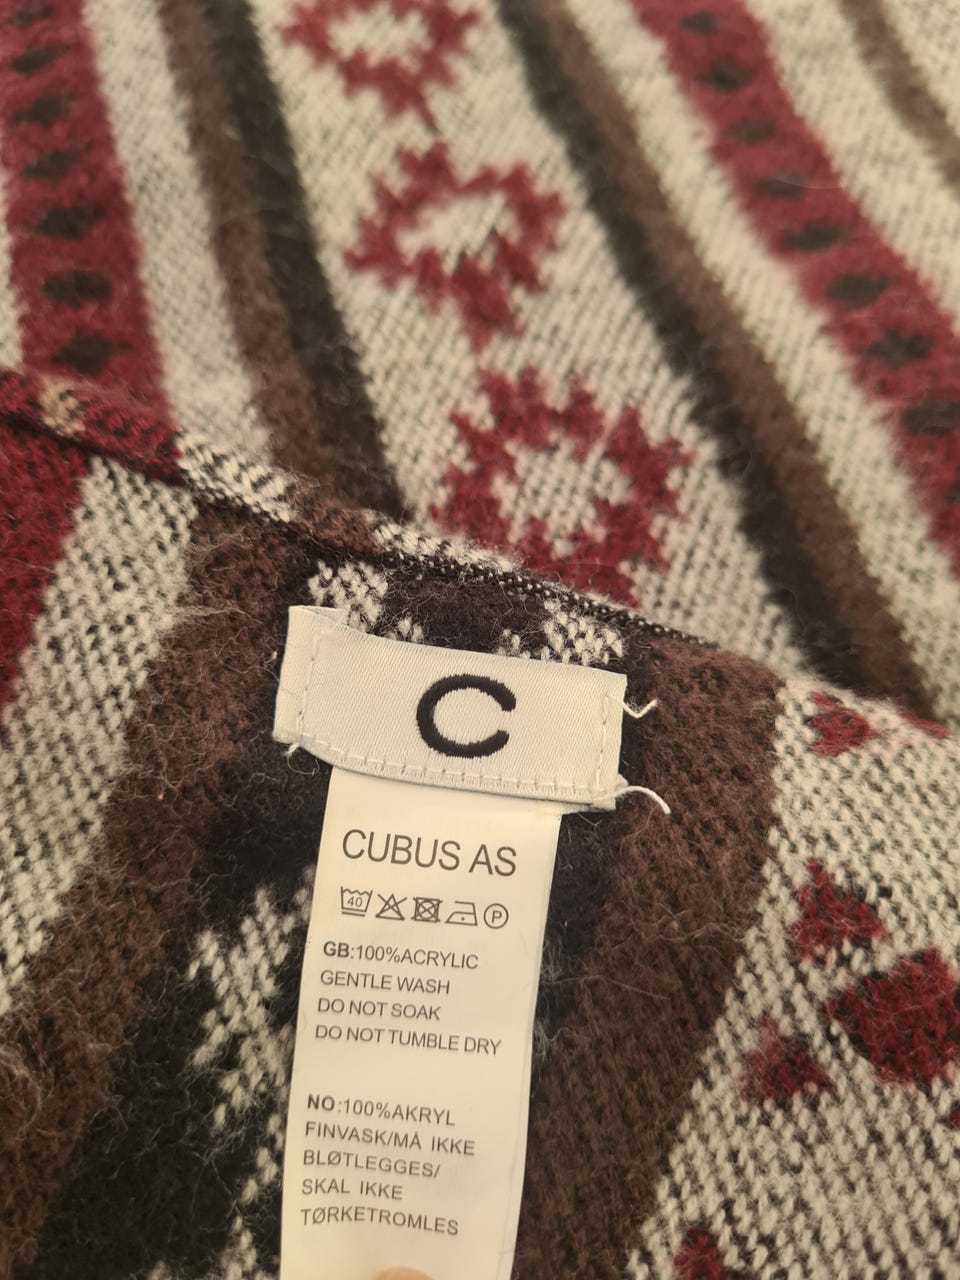 C
CUBUS AS
40 P
GB:100%ACRYLIC
GENTLE WASH
DO NOT SOAK
DO NOT TUMBLE DRY
NO:100%AKRYL
FINVASK/MÅ IKKE
BLØTLEGGES/
SKAL IKKE
TØRKETROMLES